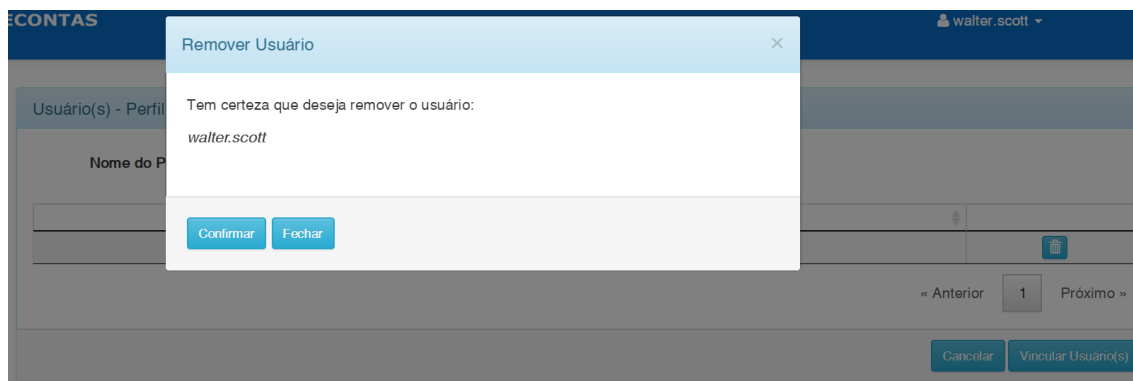 ECONTAS
walter.scott
Remover Usuário
×
Tem certeza que deseja remover o usuário:
walter.scott
Confirmar Fechar
Usuário(s) - Perfil
Nome do P
« Anterior 1 Próximo »
Cancelar Vincular Usuário(s)